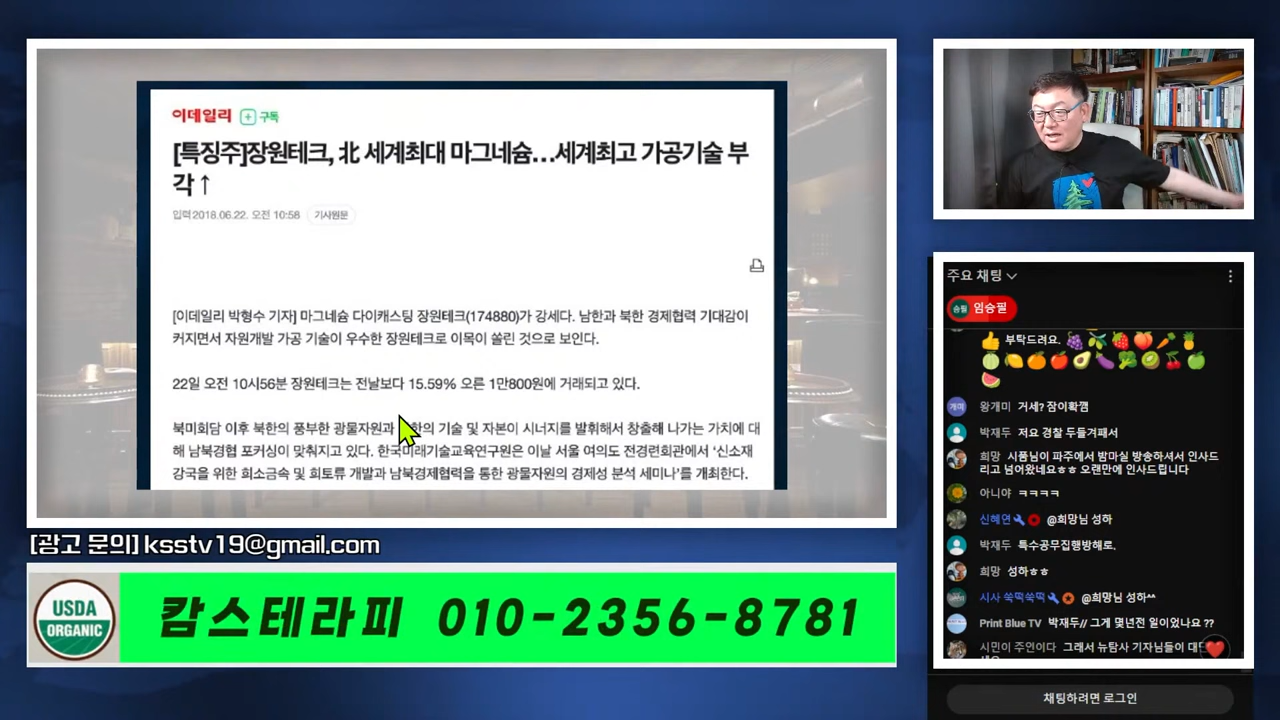 이데일리 구독
[특징주]장원테크, 北 세계최대 마그네슘…세계최고 가공기술 부
각↑
입력2018.06.22. 오전 10:58 기사원문
[이데일리 박형수 기자] 마그네슘 다이캐스팅 장원테크(174880)가 강세다. 남한과 북한 경제협력 기대감이
커지면서 자원개발 가공 기술이 우수한 장원테크로 이목이 쏠린 것으로 보인다.
22일 오전 10시56분 장원테크는 전날보다 15.59% 오른 1만800원에 거래되고 있다.
북미회담 이후 북한의 풍부한 광물자원과 한의 기술 및 자본이 시너지를 발휘해서 창출해 나가는 가치에 대
해 남북경협 포커싱이 맞춰지고 있다. 한국미래기술교육연구원은 이날 서울 여의도 전경련회관에서 ‘신소재
강국을 위한 희소금속 및 희토류 개발과 남북경제협력을 통한 광물자원의 경제성 분석 세미나’를 개최한다.
[광고 문의] ksstv19@gmail.com
USDA
ORGANIC
캄스테라피 010-2356-8781
주요 채팅
승필 임승필
부탁드려요.
개미 왕개미 거세? 잠이확깸
박재두 저요 경찰 두들겨패서
희망 시풍님이 파주에서 밤마실 방송하셔서 인사드
리고 넘어왔네요ㅎㅎ 오랜만에 인사드립니다
아니야 ㅋㅋㅋㅋ
신혜연 @희망님 성하
박재두 특수공무집행방해로.
희망 성하ㅎㅎ
시사 쑥떡쑥떡 @희망님 성하^^
Print Blue TV 박재두// 그게 몇년전 일이었나요 ??
시민이 주인이다 그래서 뉴탐사 기자님들이
채팅하려면 로그인